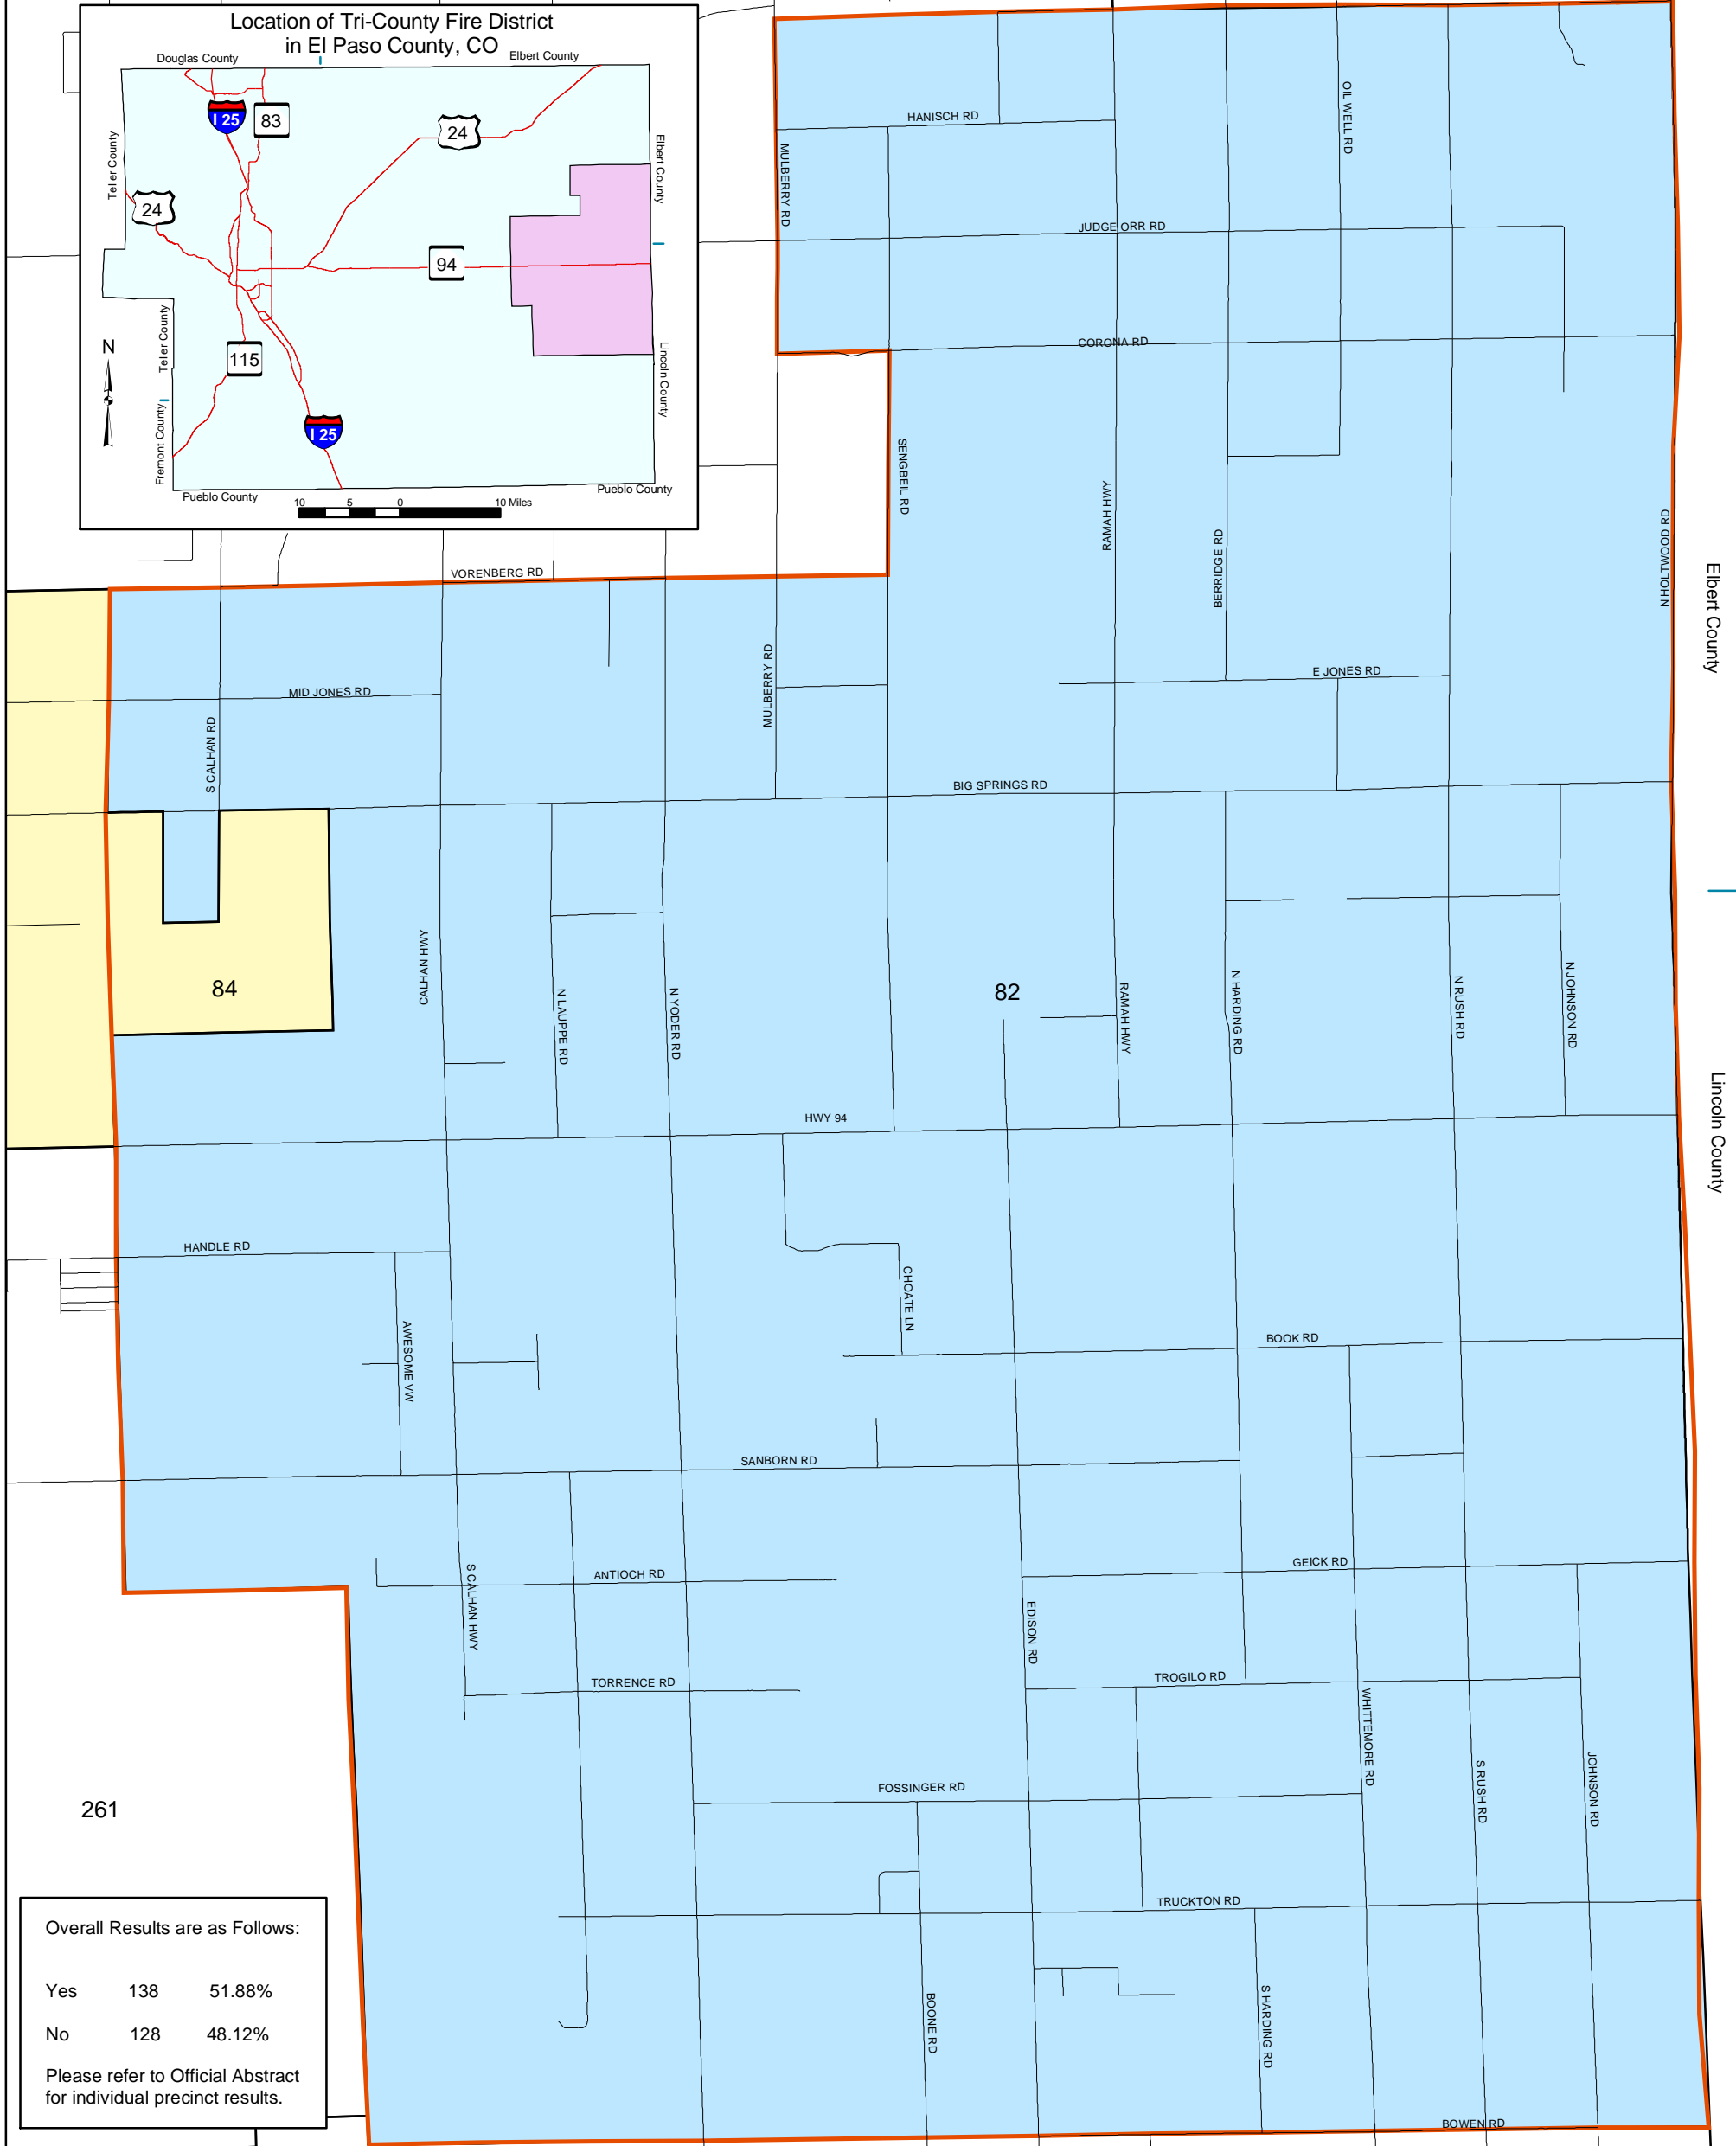 Location of Tri-County Fire District
in El Paso County, CO
Douglas County
Elbert County
I 25
83
24
Teller County
Elbert County
24
94
Teller County
N
115
Lincoln County
Fremont County
I 25
Pueblo County
Pueblo County
10
5
0
10 Miles
HANISCH RD
OIL WELL RD
MULBERRY RD
JUDGE ORR RD
CORONA RD
SENGBEIL RD
RAMAH HWY
BERRIDGE RD
N HOLTWOOD RD
Elbert County
VORENBERG RD
MULBERRY RD
E JONES RD
MID JONES RD
S CALHAN RD
BIG SPRINGS RD
84
CALHAN HWY
N LAUPPE RD
N YODER RD
82
RAMAH HWY
N HARDING RD
N RUSH RD
N JOHNSON RD
HWY 94
Lincoln County
HANDLE RD
CHOATE LN
AWESOME VW
BOOK RD
SANBORN RD
S CALHAN HWY
ANTIOCH RD
GEICK RD
EDISON RD
TORRENCE RD
TROGILO RD
WHITTEMORE RD
S RUSH RD
JOHNSON RD
FOSSINGER RD
261
TRUCKTON RD
BOONE RD
S HARDING RD
BOWEN RD
Overall Results are as Follows:
Yes 138 51.88%
No 128 48.12%
Please refer to Official Abstract
for individual precinct results.